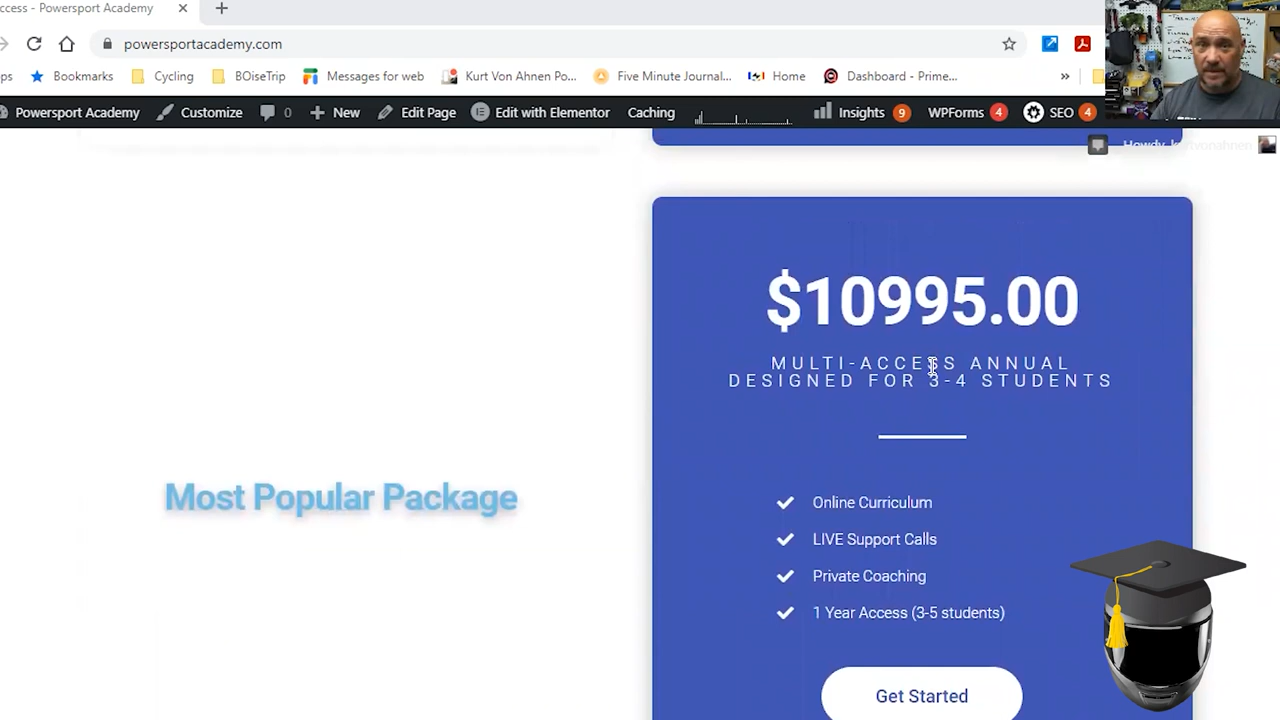 ccess - Powersport Academy
powersportacademy.com
ps Bookmarks Cycling BOiseTrip Messages for web Kurt Von Ahnen Po... Five Minute Journal... Home Dashboard - Prime... »
Powersport Academy Customize 0 New Edit Page Edit with Elementor Caching Insights 9 WPForms 4 SEO 4
Howdy, kurtvonahnen
$10995.00
MULTI-ACCESS ANNUAL
DESIGNED FOR 3-4 STUDENTS
Most Popular Package
Online Curriculum
LIVE Support Calls
Private Coaching
1 Year Access (3-5 students)
Get Started